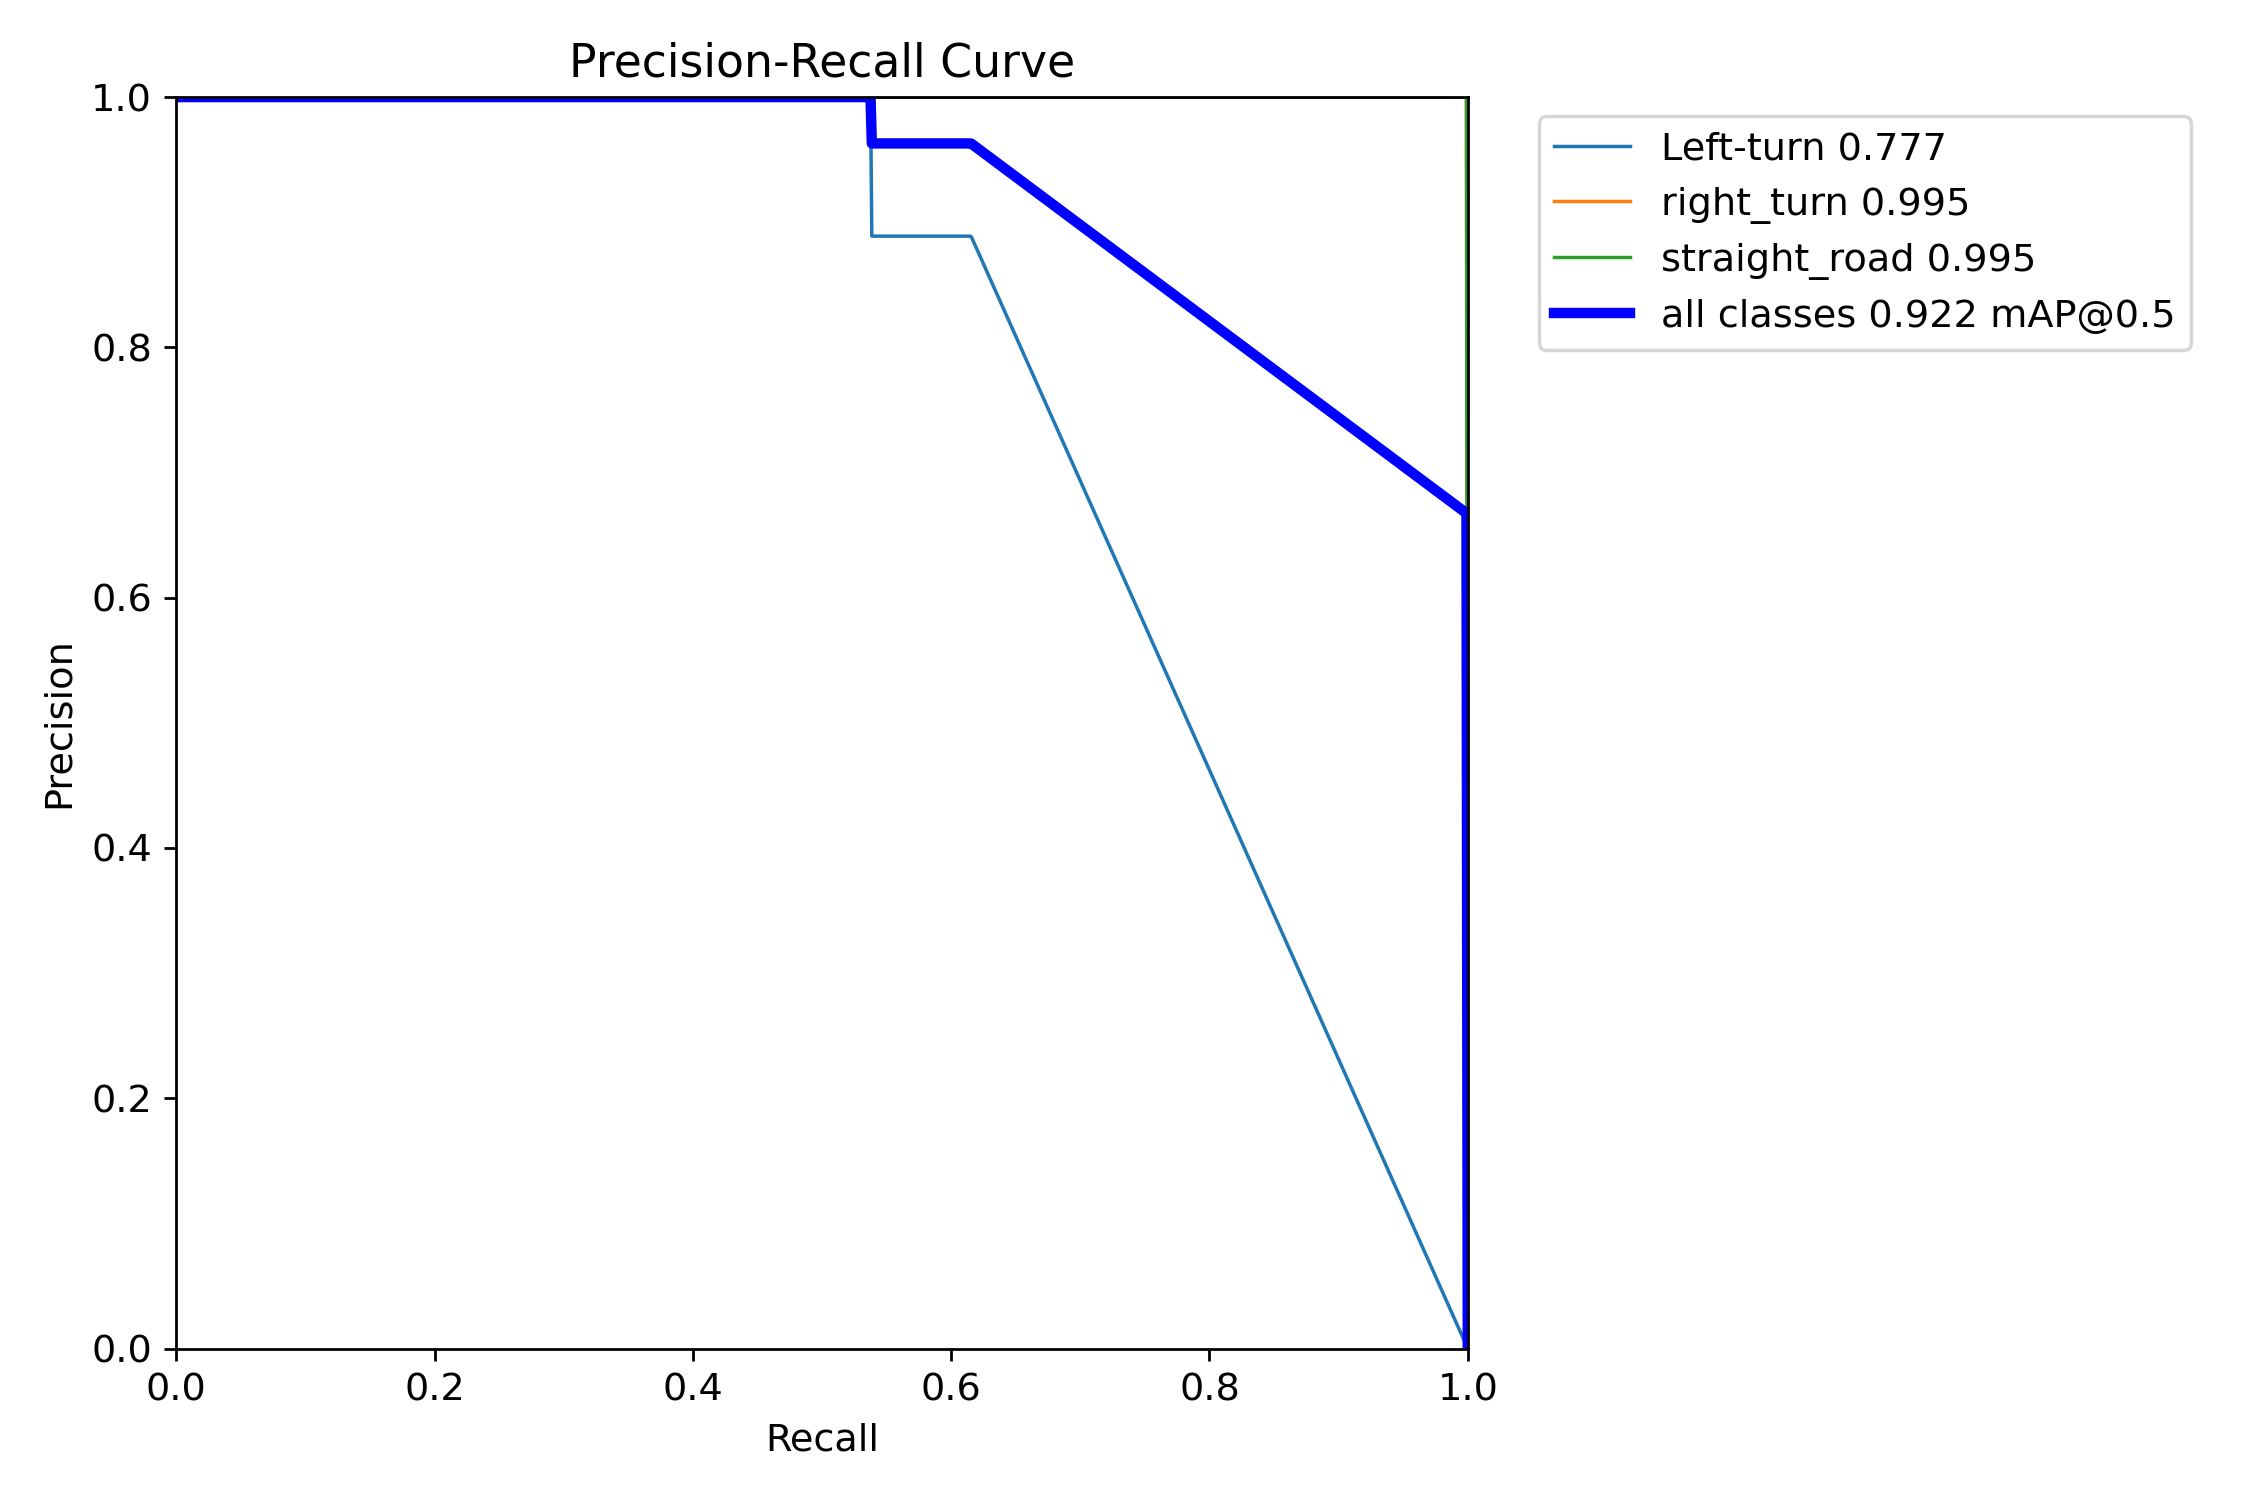 Precision-Recall Curve
1.0
0.8
0.6
0.4
0.2
0.0
Precision
0.0 0.2 0.4 0.6 0.8 1.0
Recall
Left-turn 0.777
right_turn 0.995
straight_road 0.995
all classes 0.922 mAP@0.5